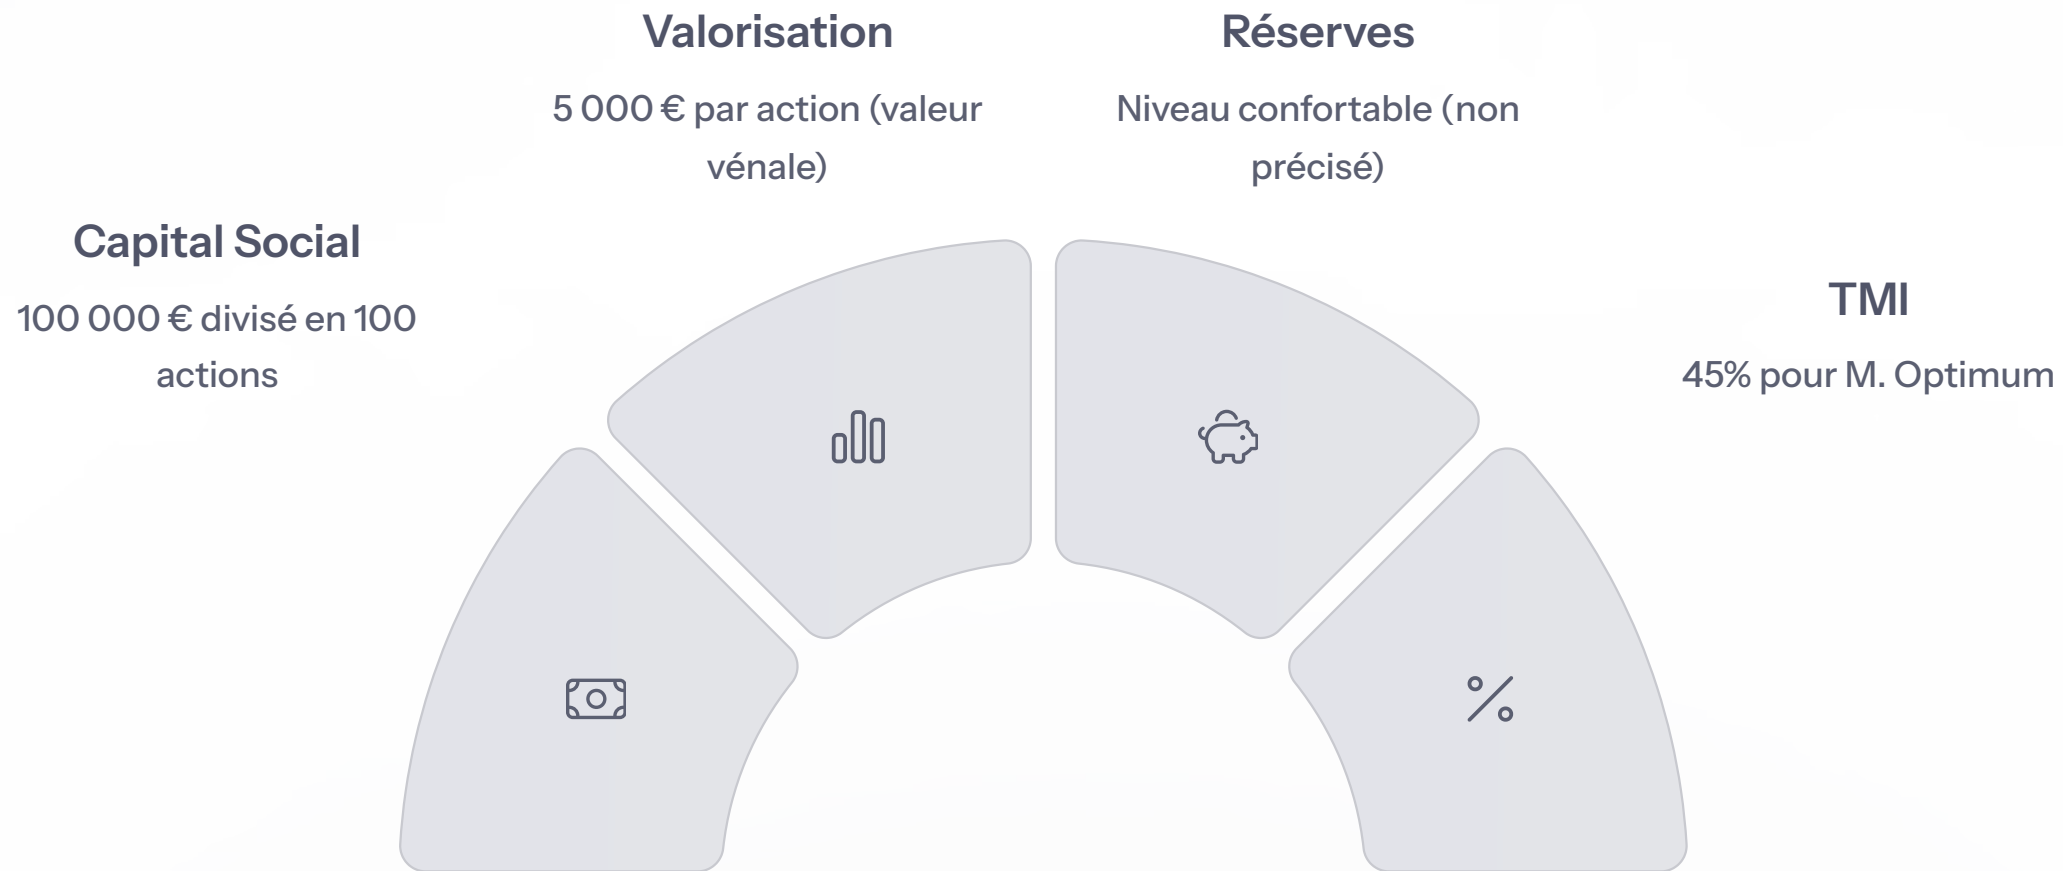 Valorisation
5 000 € par action (valeur
vénale)
Réserves
Niveau confortable (non
précisé)
Capital Social
100 000 € divisé en 100
actions
TMI
45% pour M. Optimum